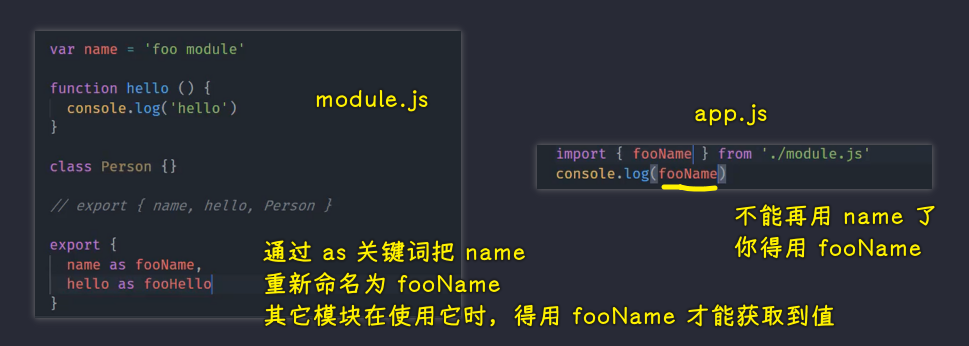 var name = 'foo module'
function hello () {
  console.log('hello')
}
class Person {}
// export { name, hello, Person }
export {
  name as fooName,
  hello as fooHello
}
module.js
通过 as 关键词把 name
重新命名为 fooName
其它模块在使用它时，得用 fooName 才能获取到值
app.js
import { fooName } from './module.js'
console.log(fooName)
不能再用 name 了
你得用 fooName